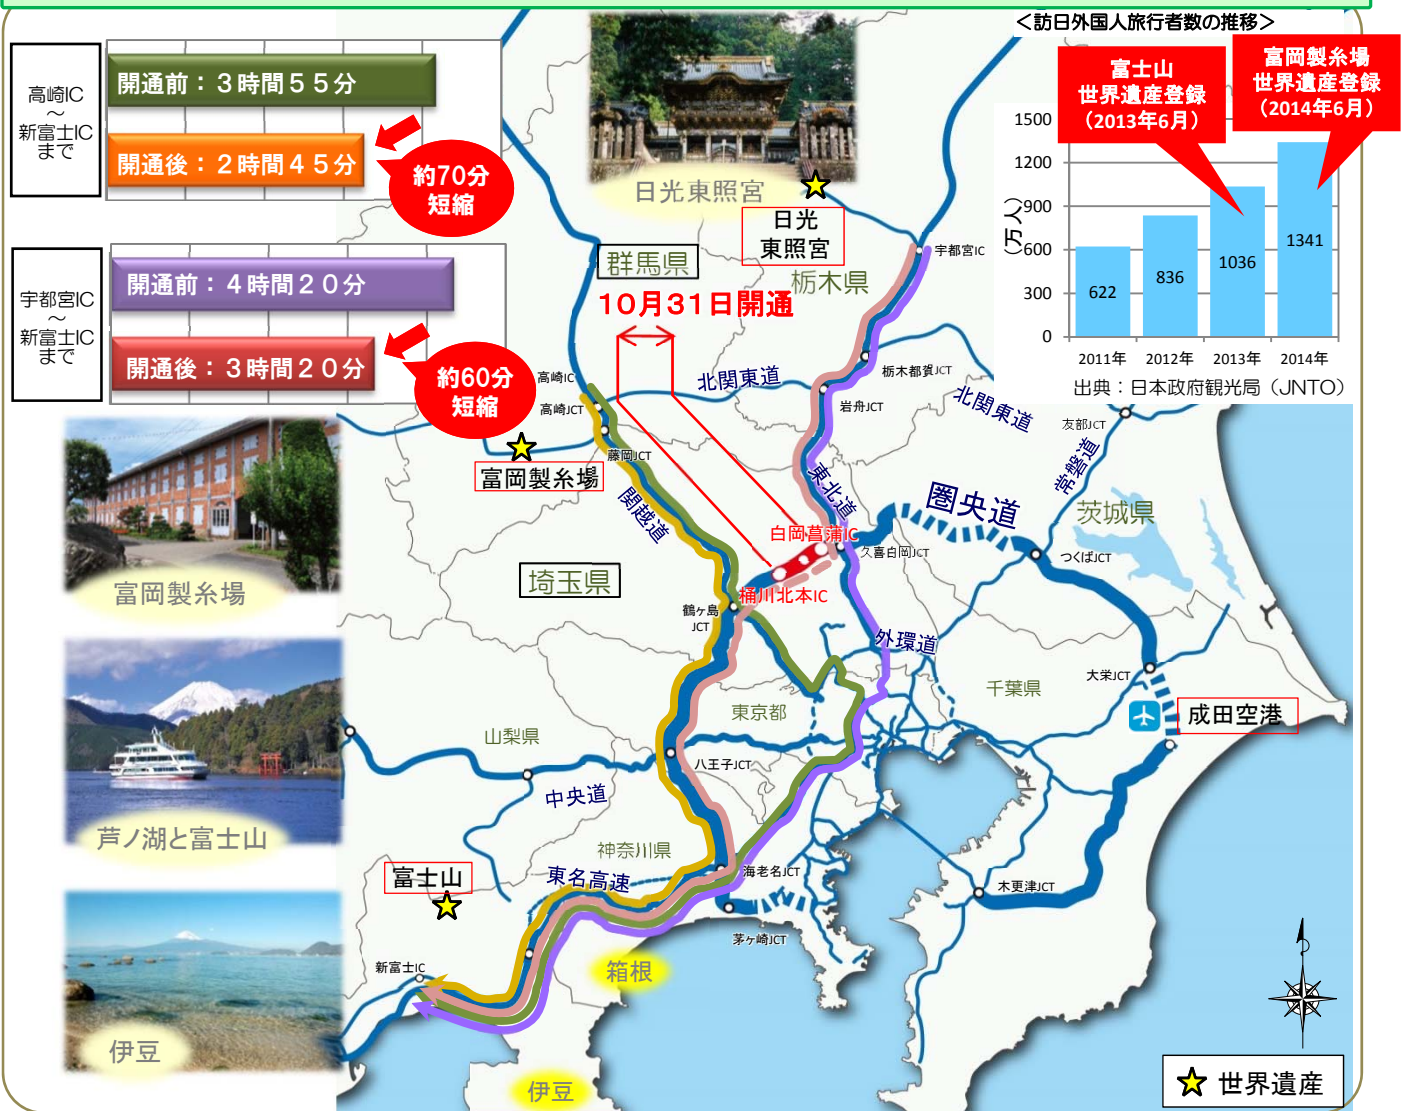 ＜訪日外国人旅行者数の推移＞
高崎IC
～
新富士IC
まで
開通前：３時間５５分
開通後：２時間４５分
約70分
短縮
宇都宮IC
～
新富士IC
まで
開通前：４時間２０分
開通後：３時間２０分
約60分
短縮
日光東照宮
日光
東照宮
富士山
世界遺産登録
（2013年6月）
富岡製糸場
世界遺産登録
（2014年6月）
（万人）
1500
1200
900
600
300
0
622
836
1036
1341
2011年
2012年
2013年
2014年
出典：日本政府観光局（JNTO）
群馬県
栃木県
宇都宮IC
10月31日開通
高崎IC
高崎JCT
北関東道
栃木都賀JCT
岩舟JCT
北関東道
友部JCT
常磐道
藤岡JCT
富岡製糸場
関越道
東北道
圏央道
茨城県
白岡菖蒲IC
久喜白岡JCT
つくばJCT
埼玉県
桶川北本IC
鶴ヶ島
JCT
外環道
富岡製糸場
大栄JCT
千葉県
成田空港
東京都
山梨県
八王子JCT
中央道
芦ノ湖と富士山
神奈川県
富士山
東名高速
海老名JCT
木更津JCT
茅ヶ崎JCT
新富士IC
箱根
伊豆
伊豆
世界遺産